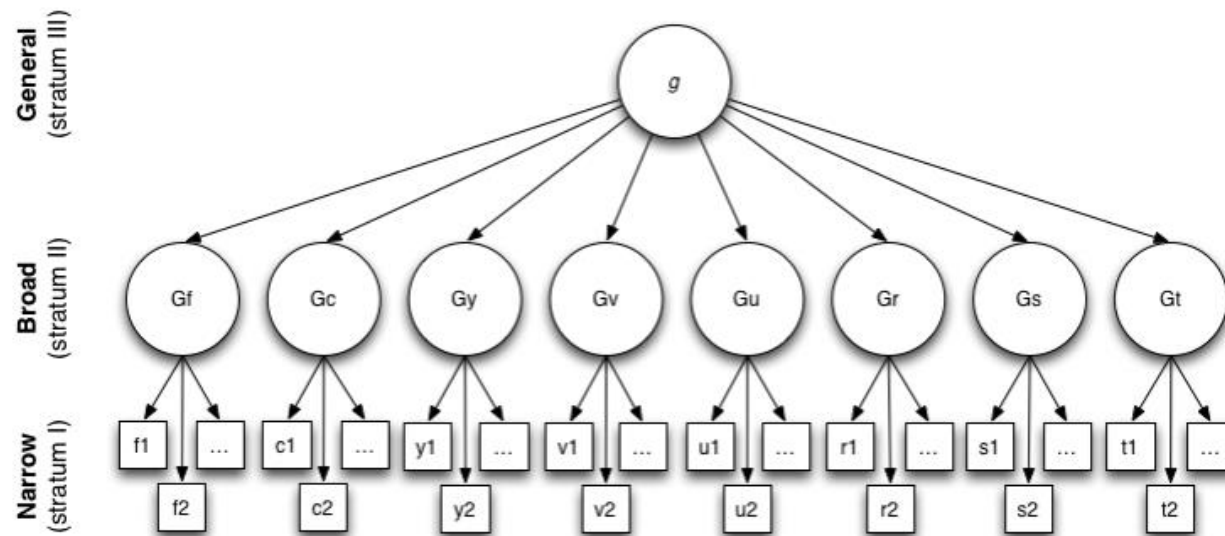 General
(stratum III)
g
Broad
(stratum II)
Gf Gc Gy Gv Gu Gr Gs Gt
Narrow
(stratum I)
f1 ... c1 ... y1 ... v1 ... u1 ... r1 ... s1 ... t1 ...
f2 c2 y2 v2 u2 r2 s2 t2